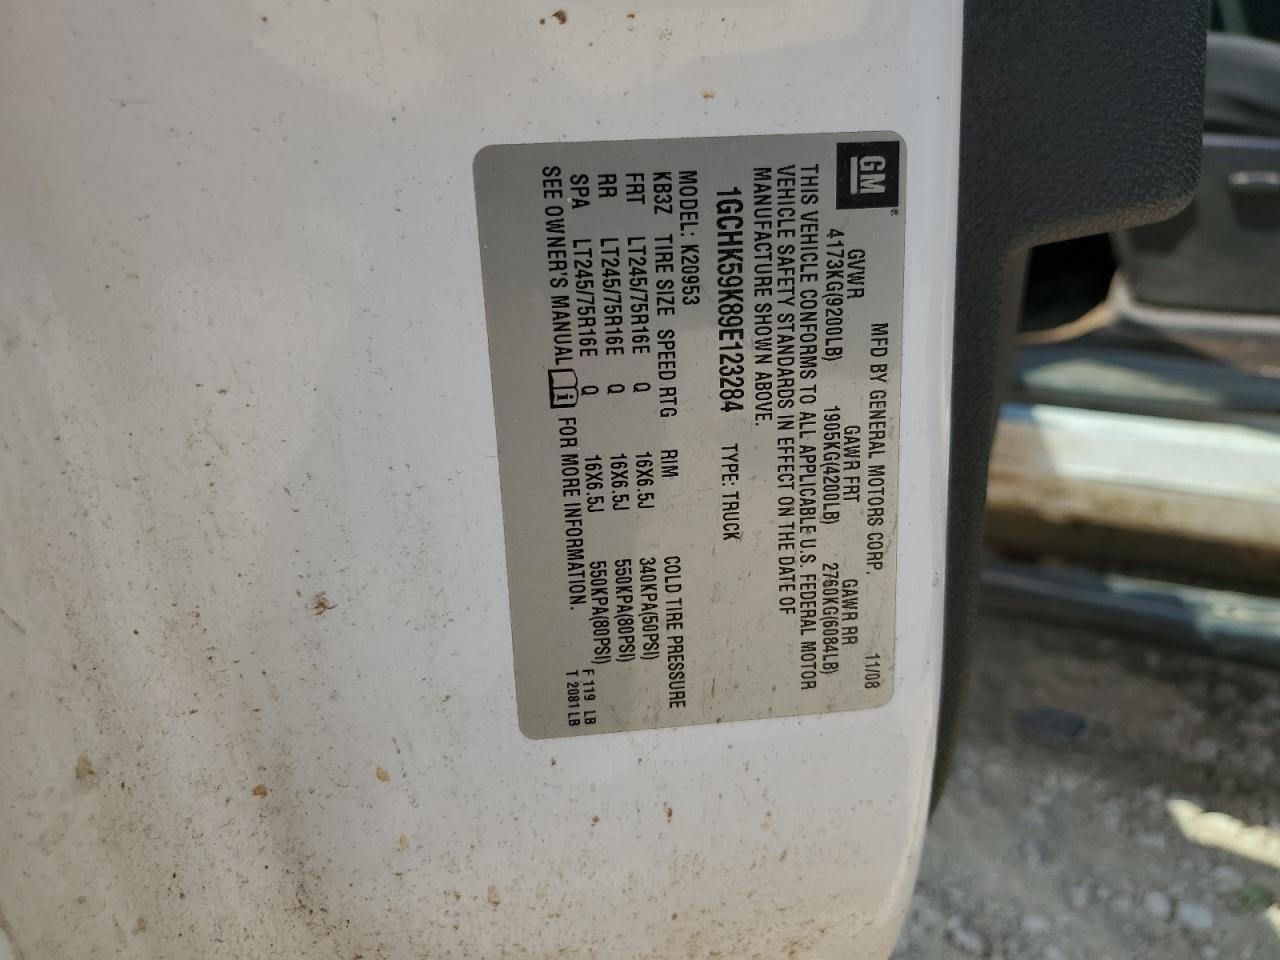 GM
MFD BY GENERAL MOTORS CORP. 11/08
GVWR GAWR FRT GAWR RR
4173KG(9200LB) 1905KG(4200LB) 2760KG(6084LB)
THIS VEHICLE CONFORMS TO ALL APPLICABLE U.S. FEDERAL MOTOR
VEHICLE SAFETY STANDARDS IN EFFECT ON THE DATE OF
MANUFACTURE SHOWN ABOVE.
1GCHK59K89E123284 TYPE: TRUCK
MODEL: K20953
KB3Z TIRE SIZE SPEED RTG RIM COLD TIRE PRESSURE
FRT LT245/75R16E Q 16X6.5J 340KPA(50PSI)
RR LT245/75R16E Q 16X6.5J 550KPA(80PSI)
SPA LT245/75R16E Q 16X6.5J 550KPA(80PSI)
SEE OWNER'S MANUAL i FOR MORE INFORMATION.
F 119 LB
T 2081 LB